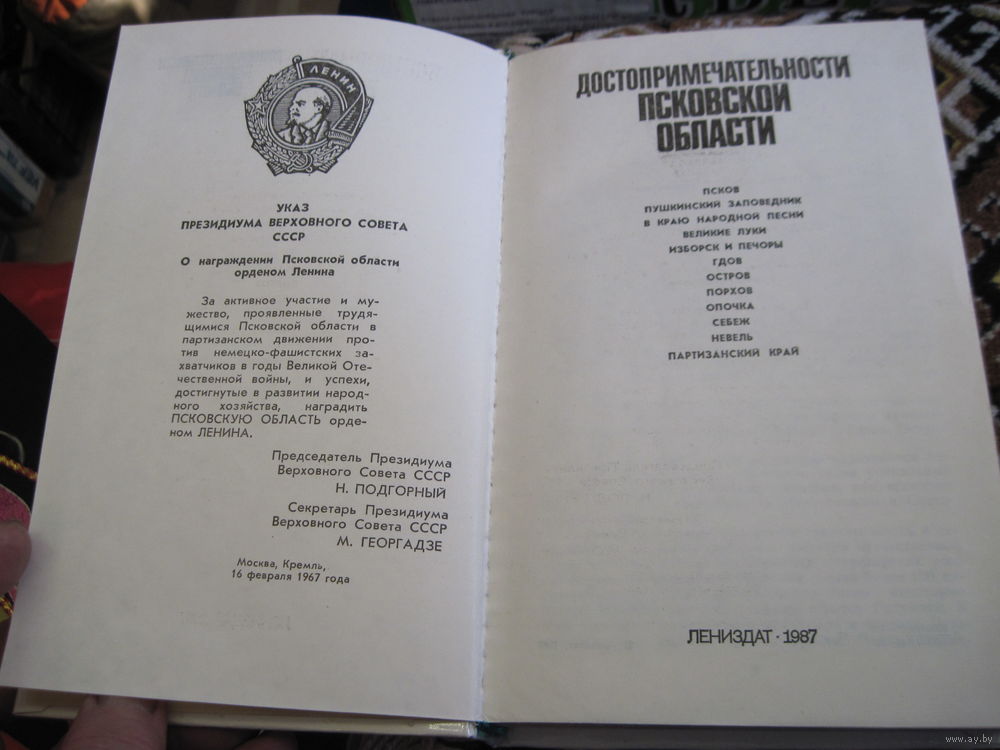 ЛЕНИН
УКАЗ
ПРЕЗИДИУМА ВЕРХОВНОГО СОВЕТА
СССР
О награждении Псковской области
орденом Ленина
За активное участие и му-
жество, проявленные трудя-
щимися Псковской области в
партизанском движении про-
тив немецко-фашистских за-
хватчиков в годы Великой Оте-
чественной войны, и успехи,
достигнутые в развитии народ-
ного хозяйства, наградить
ПСКОВСКУЮ ОБЛАСТЬ орде-
ном ЛЕНИНА.
Председатель Президиума
Верховного Совета СССР
Н. ПОДГОРНЫЙ
Секретарь Президиума
Верховного Совета СССР
М. ГЕОРГАДЗЕ
Москва, Кремль,
16 февраля 1967 года
ДОСТОПРИМЕЧАТЕЛЬНОСТИ
ПСКОВСКОЙ
ОБЛАСТИ
ПСКОВ
ПУШКИНСКИЙ ЗАПОВЕДНИК
В КРАЮ НАРОДНОЙ ПЕСНИ
ВЕЛИКИЕ ЛУКИ
ИЗБОРСК И ПЕЧОРЫ
ГДОВ
ОСТРОВ
ПОРХОВ
ОПОЧКА
СЕБЕЖ
НЕВЕЛЬ
ПАРТИЗАНСКИЙ КРАЙ
ЛЕНИЗДАТ · 1987
www.ay.by